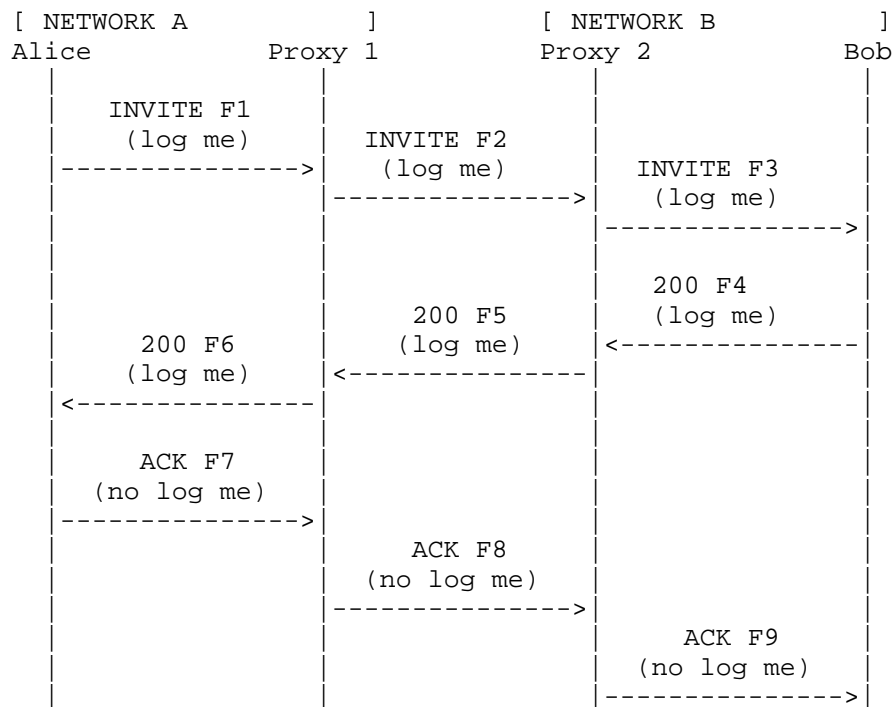 [ NETWORK A ] [ NETWORK B ]
Alice Proxy 1 Proxy 2 Bob
INVITE F1
(log me) INVITE F2
(log me) INVITE F3
(log me)
200 F4
200 F5 (log me)
200 F6 (log me)
(log me)
ACK F7
(no log me)
ACK F8
(no log me)
ACK F9
(no log me)